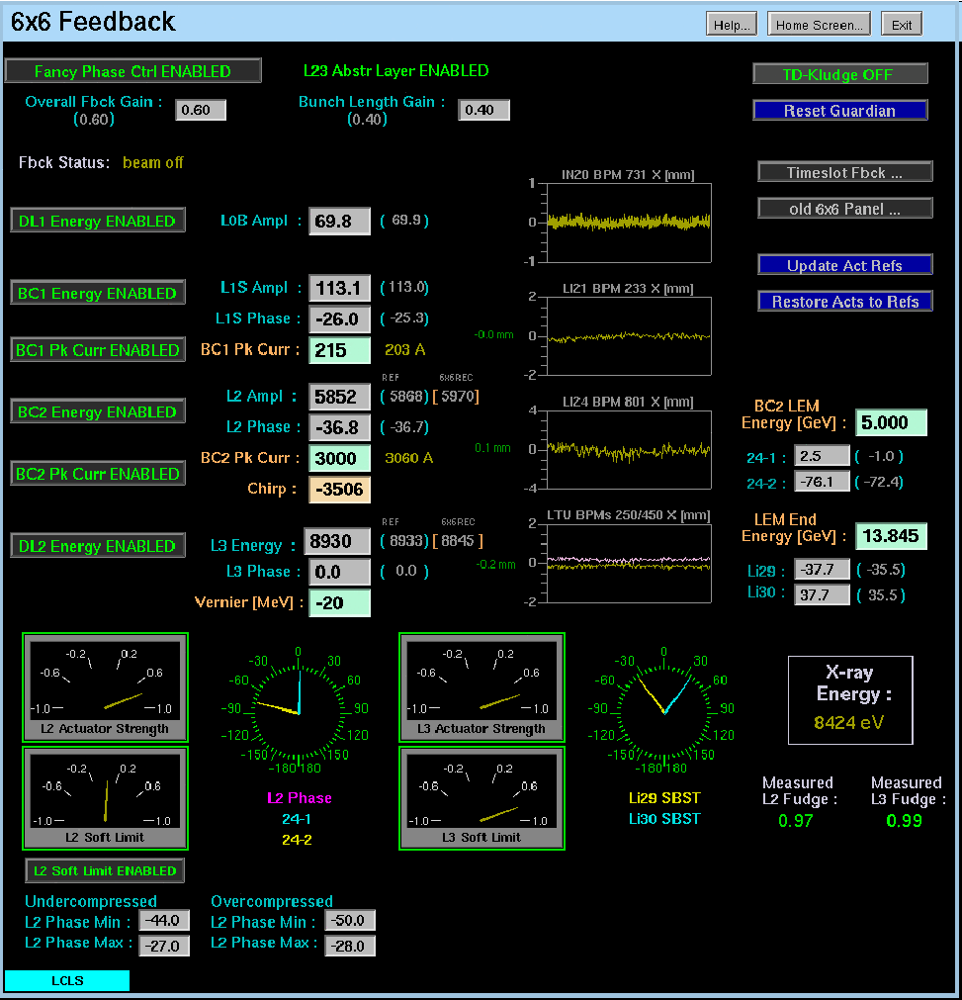 6x6 Feedback
Help... Home Screen... Exit
Fancy Phase Ctrl ENABLED L23 Abstr Layer ENABLED TD-Kludge OFF
Overall Fbck Gain : 0.60 Bunch Length Gain : 0.40
(0.60) (0.40)
Reset Guardian
Fbck Status: beam off
Timeslot Fbck ...
old 6x6 Panel ...
Update Act Refs
Restore Acts to Refs
DL1 Energy ENABLED L0B Ampl : 69.8 ( 69.9 )
BC1 Energy ENABLED L1S Ampl : 113.1 ( 113.0)
L1S Phase : -26.0 ( -25.3)
BC1 Pk Curr ENABLED BC1 Pk Curr : 215 203 A
REF 6x6REC
BC2 Energy ENABLED L2 Ampl : 5852 ( 5868) [ 5970]
L2 Phase : -36.8 ( -36.7)
BC2 Pk Curr : 3000 3060 A
BC2 Pk Curr ENABLED
Chirp : -3506
REF 6x6REC
DL2 Energy ENABLED L3 Energy : 8930 ( 8933) [ 8845 ]
L3 Phase : 0.0 ( 0.0 )
Vernier [MeV] : -20
IN20 BPM 731 X [mm]
1
0
-1
LI21 BPM 233 X [mm]
2
-0.0 mm 0
-2
LI24 BPM 801 X [mm]
4
0.1 mm 0
-4
LTU BPMs 250/450 X [mm]
2
-0.2 mm 0
-2
BC2 LEM
Energy [GeV] : 5.000
24-1 : 2.5 ( -1.0 )
24-2 : -76.1 ( -72.4)
LEM End
Energy [GeV] : 13.845
Li29 : -37.7 ( -35.5)
Li30 : 37.7 ( 35.5 )
-0.2 0.2
-0.6 0.6
-1.0 1.0
L2 Actuator Strength
-0.2 0.2
-0.6 0.6
-1.0 1.0
L2 Soft Limit
0
-30 30
-60 60
-90 90
-120 120
-150 150
-180 180
L2 Phase
24-1
24-2
-0.2 0.2
-0.6 0.6
-1.0 1.0
L3 Actuator Strength
-0.2 0.2
-0.6 0.6
-1.0 1.0
L3 Soft Limit
0
-30 30
-60 60
-90 90
-120 120
-150 150
-180 180
Li29 SBST
Li30 SBST
X-ray
Energy :
8424 eV
Measured Measured
L2 Fudge : L3 Fudge :
0.97 0.99
L2 Soft Limit ENABLED
Undercompressed Overcompressed
L2 Phase Min : -44.0 L2 Phase Min : -50.0
L2 Phase Max : -27.0 L2 Phase Max : -28.0
LCLS